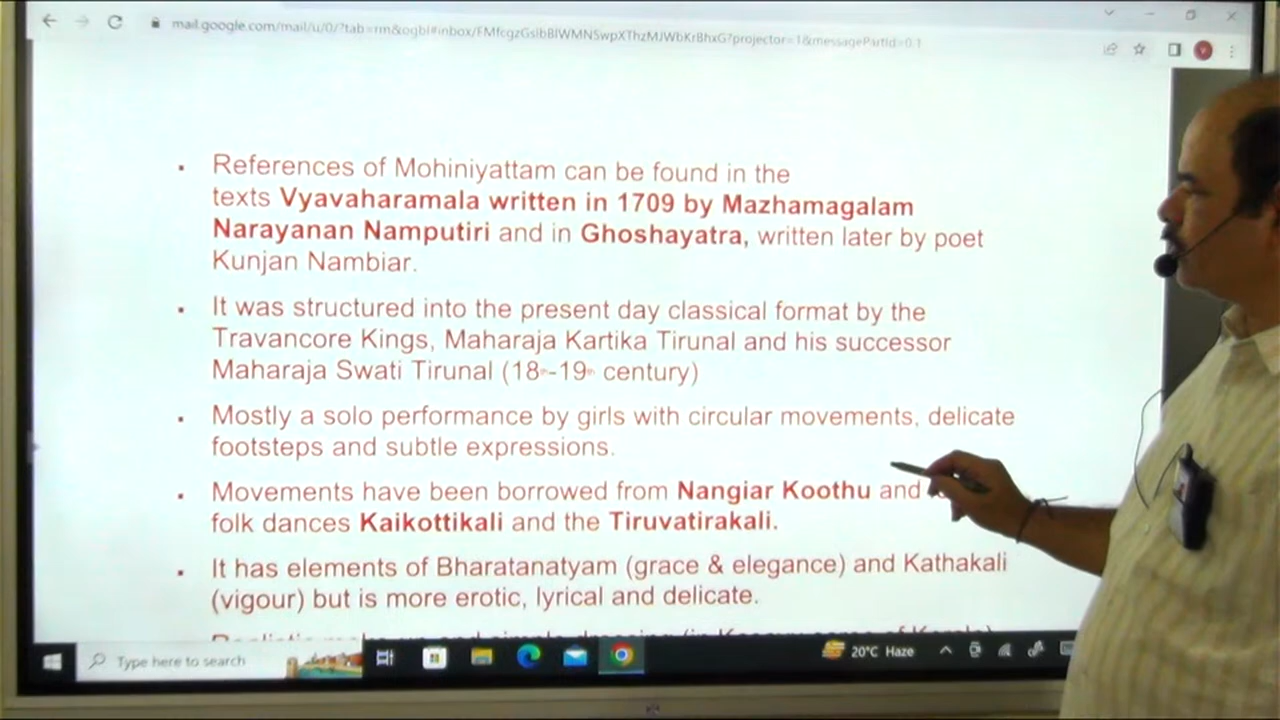 mail.google.com/mail/u/0/?tab=rm&ogbl#inbox/FMfcgzGslbBlWMNSwpXThzMJWbKrBhxG?projector=1&messagePartId=0.1
References of Mohiniyattam can be found in the
texts Vyavaharamala written in 1709 by Mazhamagalam
Narayanan Namputiri and in Ghoshayatra, written later by poet
Kunjan Nambiar.
It was structured into the present day classical format by the
Travancore Kings, Maharaja Kartika Tirunal and his successor
Maharaja Swati Tirunal (18th-19th century)
Mostly a solo performance by girls with circular movements, delicate
footsteps and subtle expressions.
Movements have been borrowed from Nangiar Koothu and
folk dances Kaikottikali and the Tiruvatirakali.
It has elements of Bharatanatyam (grace & elegance) and Kathakali
(vigour) but is more erotic, lyrical and delicate.
Type here to search
20°C Haze